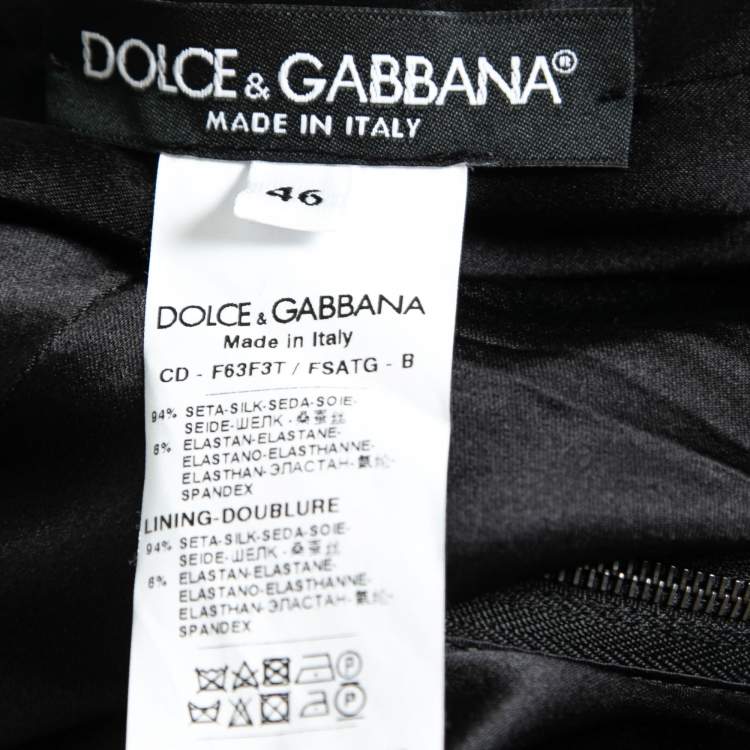 DOLCE & GABBANA®
MADE IN ITALY
46
DOLCE & GABBANA
Made in Italy
CD - F63F3T / FSATG - B
94% SETA-SILK-SEDA-SOIE-
SEIDE-ШЕЛК - 桑蚕丝
6% ELASTAN-ELASTANE-
ELASTANO-ELASTHANNE-
ELASTHAN-ЭЛАСТАН-氨纶-
SPANDEX
LINING-DOUBLURE
94% SETA-SILK-SEDA-SOIE-
SEIDE-ШЕЛК - 桑蚕丝
6% ELASTAN-ELASTANE-
ELASTANO-ELASTHANNE-
ELASTHAN-ЭЛАСТАН-氨纶-
SPANDEX
P
P